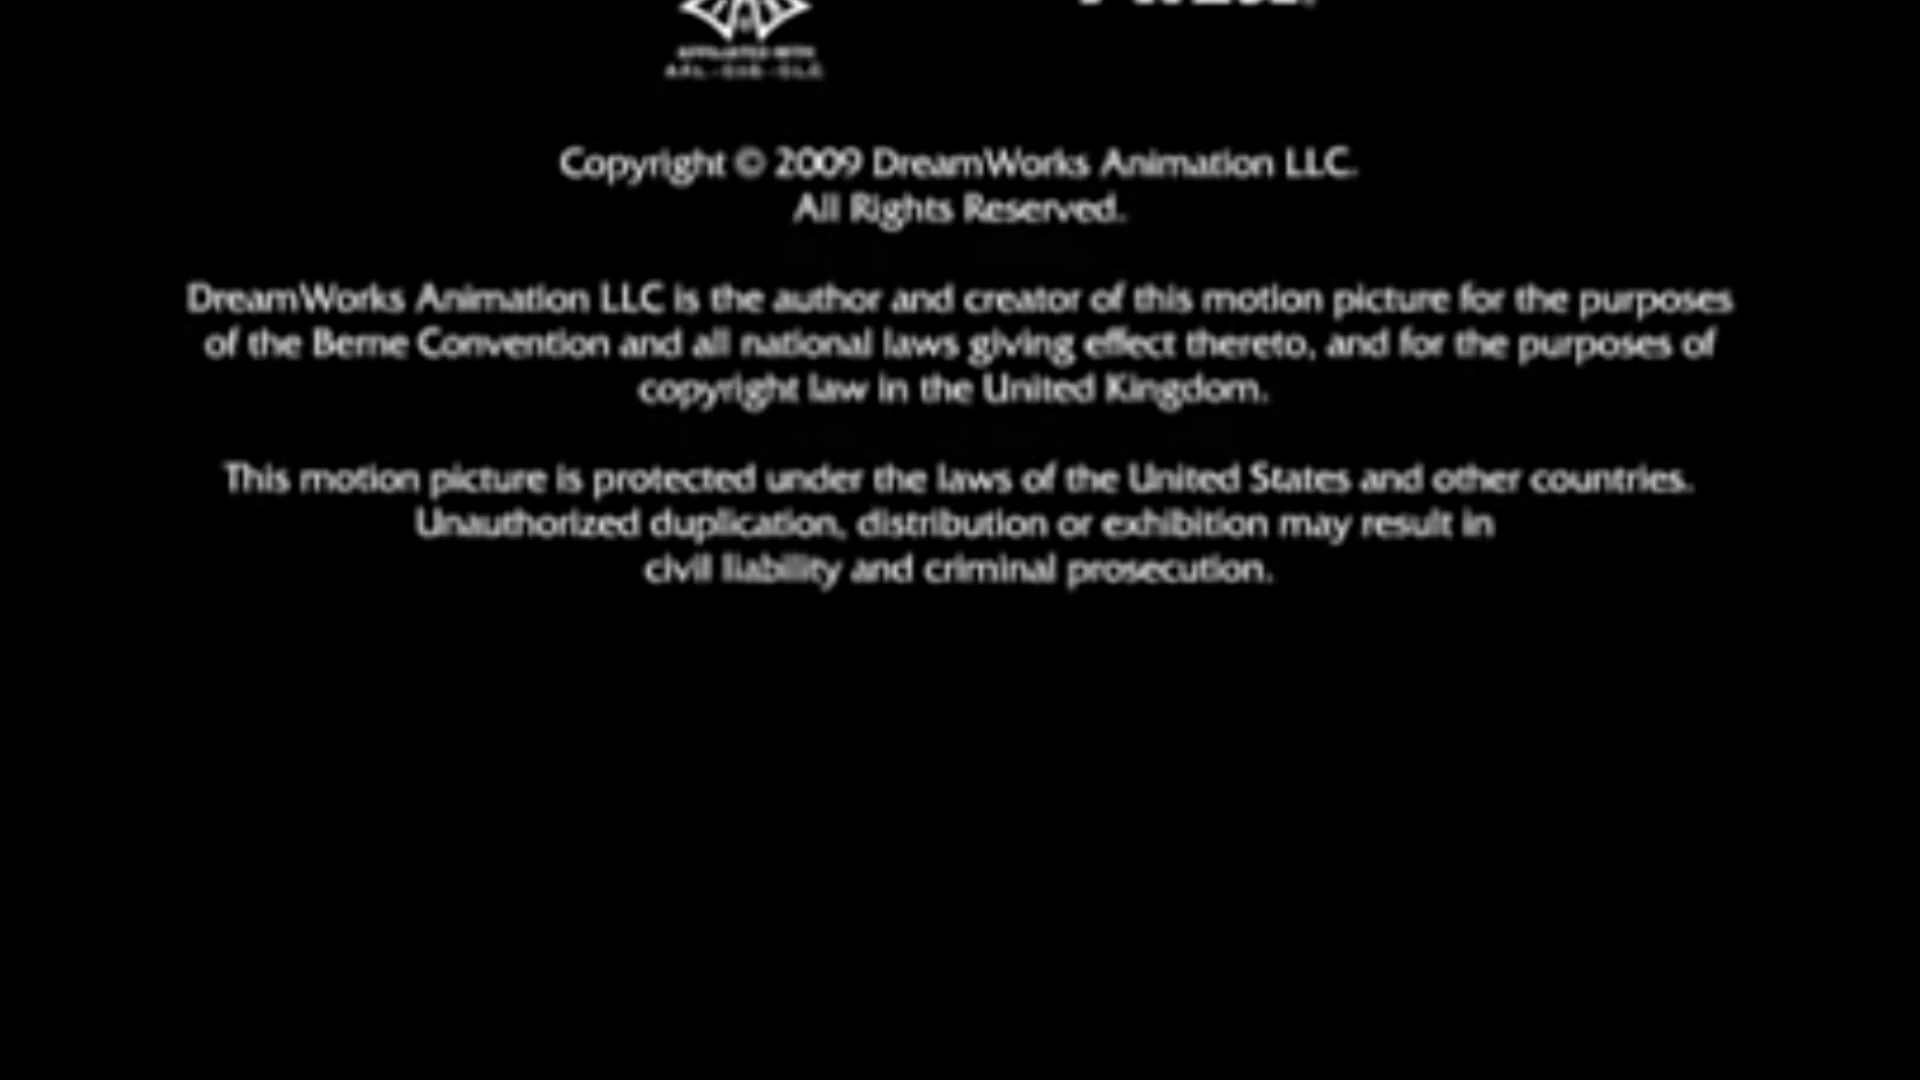 AFFILIATED WITH
A.F.L. - C.I.O. - C.L.C.
Copyright © 2009 DreamWorks Animation LLC.
All Rights Reserved.
DreamWorks Animation LLC is the author and creator of this motion picture for the purposes
of the Berne Convention and all national laws giving effect thereto, and for the purposes of
copyright law in the United Kingdom.
This motion picture is protected under the laws of the United States and other countries.
Unauthorized duplication, distribution or exhibition may result in
civil liability and criminal prosecution.